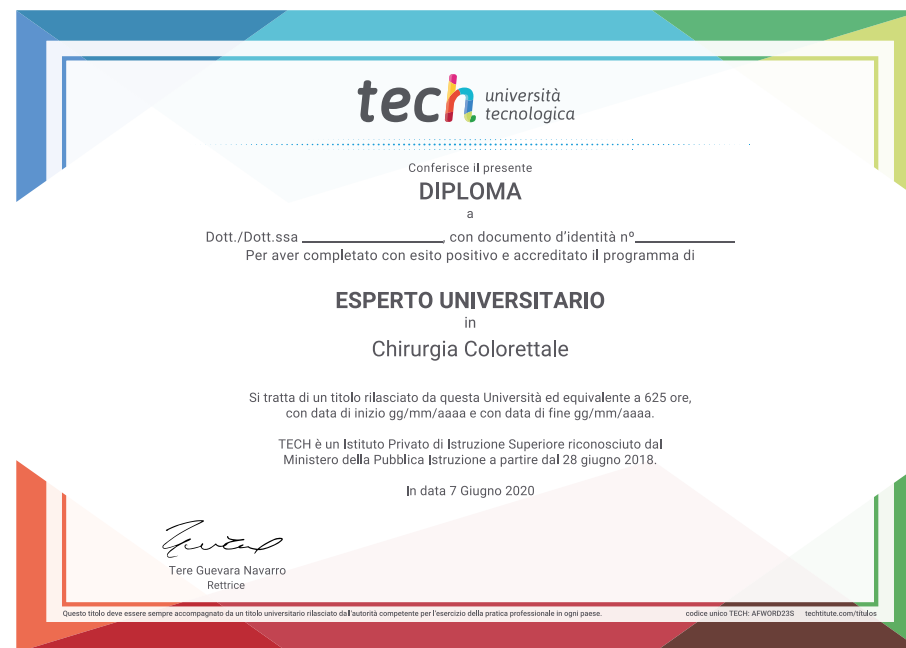 tech università
tecnologica
Conferisce il presente
DIPLOMA
a
Dott./Dott.ssa ____________________, con documento d'identità nº______________
Per aver completato con esito positivo e accreditato il programma di
ESPERTO UNIVERSITARIO
in
Chirurgia Colorettale
Si tratta di un titolo rilasciato da questa Università ed equivalente a 625 ore,
con data di inizio gg/mm/aaaa e con data di fine gg/mm/aaaa.
TECH è un Istituto Privato di Istruzione Superiore riconosciuto dal
Ministero della Pubblica Istruzione a partire dal 28 giugno 2018.
In data 7 Giugno 2020
Tere Guevara Navarro
Rettrice
Questo titolo deve essere sempre accompagnato da un titolo universitario rilasciato dall'autorità competente per l'esercizio della pratica professionale in ogni paese. codice unico TECH: AFWORD23S techtitute.com/titulos